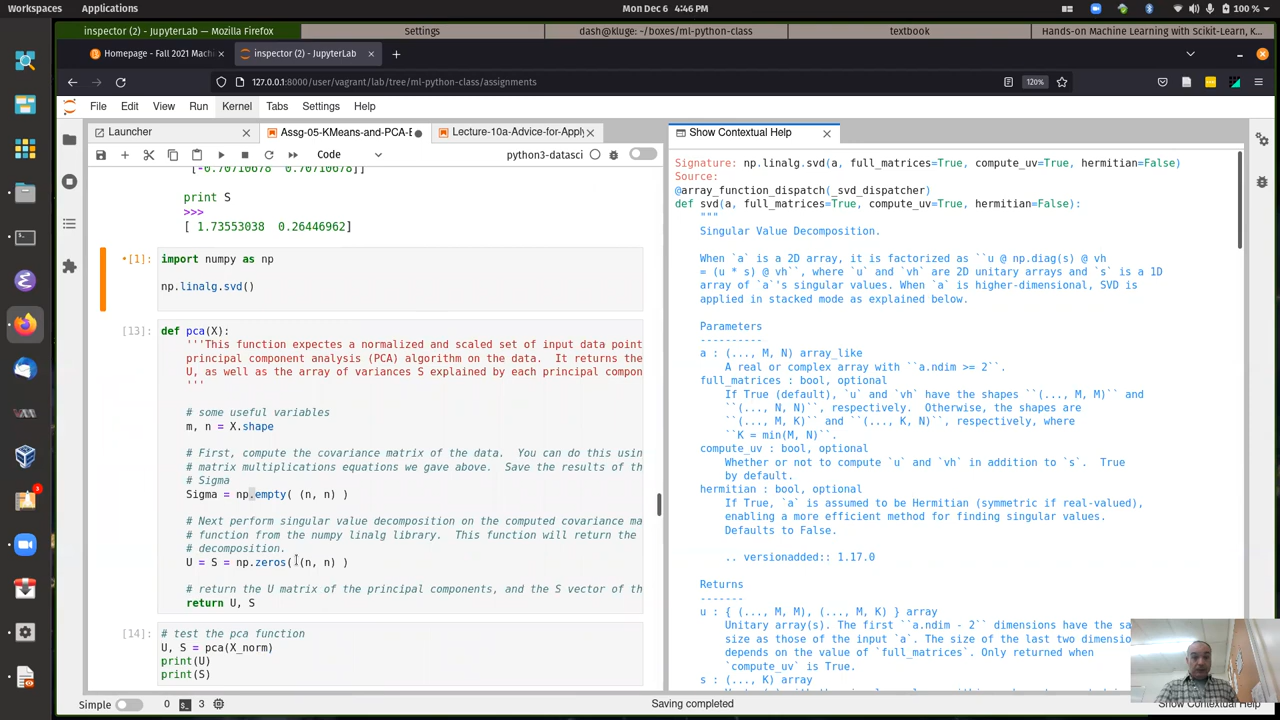 Workspaces Applications Mon Dec 6 4:46 PM 100 %
inspector (2) - JupyterLab — Mozilla Firefox Settings dash@kluge: ~/boxes/ml-python-class textbook Hands-on Machine Learning with Scikit-Learn, K...
Homepage - Fall 2021 Machi inspector (2) - JupyterLab
127.0.0.1:8000/user/vagrant/lab/tree/ml-python-class/assignments 120%
File Edit View Run Kernel Tabs Settings Help
Launcher Assg-05-KMeans-and-PCA-E Lecture-10a-Advice-for-Apply Show Contextual Help
Code python3-datasci
[-0.70710678 0.70710678]]
print S
>>>
[ 1.73553038 0.26446962]
[1]: import numpy as np
np.linalg.svd()
[13]: def pca(X):
'''This function expectes a normalized and scaled set of input data point
principal component analysis (PCA) algorithm on the data. It returns the
U, as well as the array of variances S explained by each principal compon
'''
# some useful variables
m, n = X.shape
# First, compute the covariance matrix of the data. You can do this usin
# matrix multiplications equations we gave above. Save the results of th
# Sigma
Sigma = np.empty( (n, n) )
# Next perform singular value decomposition on the computed covariance ma
# function from the numpy linalg library. This function will return the
# decomposition.
U = S = np.zeros( (n, n) )
# return the U matrix of the principal components, and the S vector of th
return U, S
[14]: # test the pca function
U, S = pca(X_norm)
print(U)
print(S)
Signature: np.linalg.svd(a, full_matrices=True, compute_uv=True, hermitian=False)
Source:
@array_function_dispatch(_svd_dispatcher)
def svd(a, full_matrices=True, compute_uv=True, hermitian=False):
"""
Singular Value Decomposition.
When `a` is a 2D array, it is factorized as ``u @ np.diag(s) @ vh
= (u * s) @ vh``, where `u` and `vh` are 2D unitary arrays and `s` is a 1D
array of `a`'s singular values. When `a` is higher-dimensional, SVD is
applied in stacked mode as explained below.
Parameters
----------
a : (..., M, N) array_like
A real or complex array with ``a.ndim >= 2``.
full_matrices : bool, optional
If True (default), `u` and `vh` have the shapes ``(..., M, M)`` and
``(..., N, N)``, respectively. Otherwise, the shapes are
``(..., M, K)`` and ``(..., K, N)``, respectively, where
``K = min(M, N)``.
compute_uv : bool, optional
Whether or not to compute `u` and `vh` in addition to `s`. True
by default.
hermitian : bool, optional
If True, `a` is assumed to be Hermitian (symmetric if real-valued),
enabling a more efficient method for finding singular values.
Defaults to False.
.. versionadded:: 1.17.0
Returns
-------
u : { (..., M, M), (..., M, K) } array
Unitary array(s). The first ``a.ndim - 2`` dimensions have the sa
size as those of the input `a`. The size of the last two dimensio
depends on the value of `full_matrices`. Only returned when
`compute_uv` is True.
s : (..., K) array
Simple 0 3 Saving completed Show Contextual Help